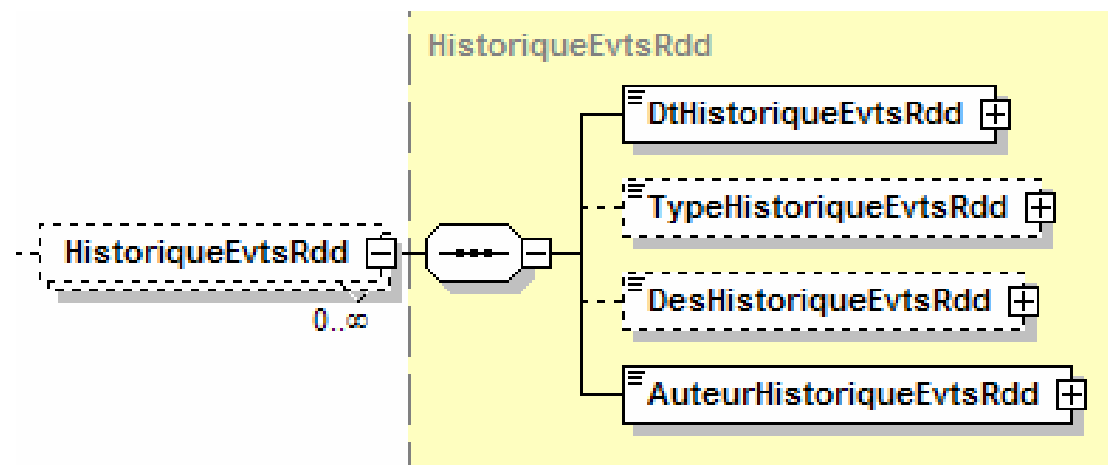 HistoriqueEvtsRdd
DtHistoriqueEvtsRdd
TypeHistoriqueEvtsRdd
HistoriqueEvtsRdd
0..∞
DesHistoriqueEvtsRdd
AuteurHistoriqueEvtsRdd